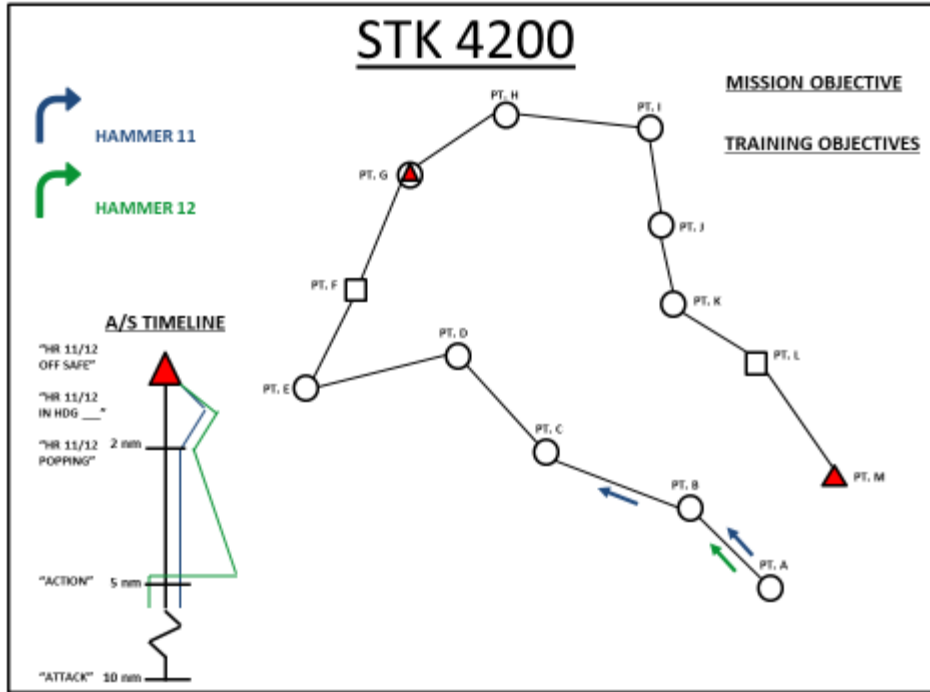 STK 4200
MISSION OBJECTIVE
TRAINING OBJECTIVES
HAMMER 11
HAMMER 12
PT. H
PT. I
PT. G
PT. J
PT. F
PT. K
PT. D
PT. L
PT. E
PT. C
PT. M
PT. B
PT. A
A/S TIMELINE
"HR 11/12
OFF SAFE"
"HR 11/12
IN HDG ___"
"HR 11/12
POPPING"
2 nm
"ACTION" 5 nm
"ATTACK" 10 nm